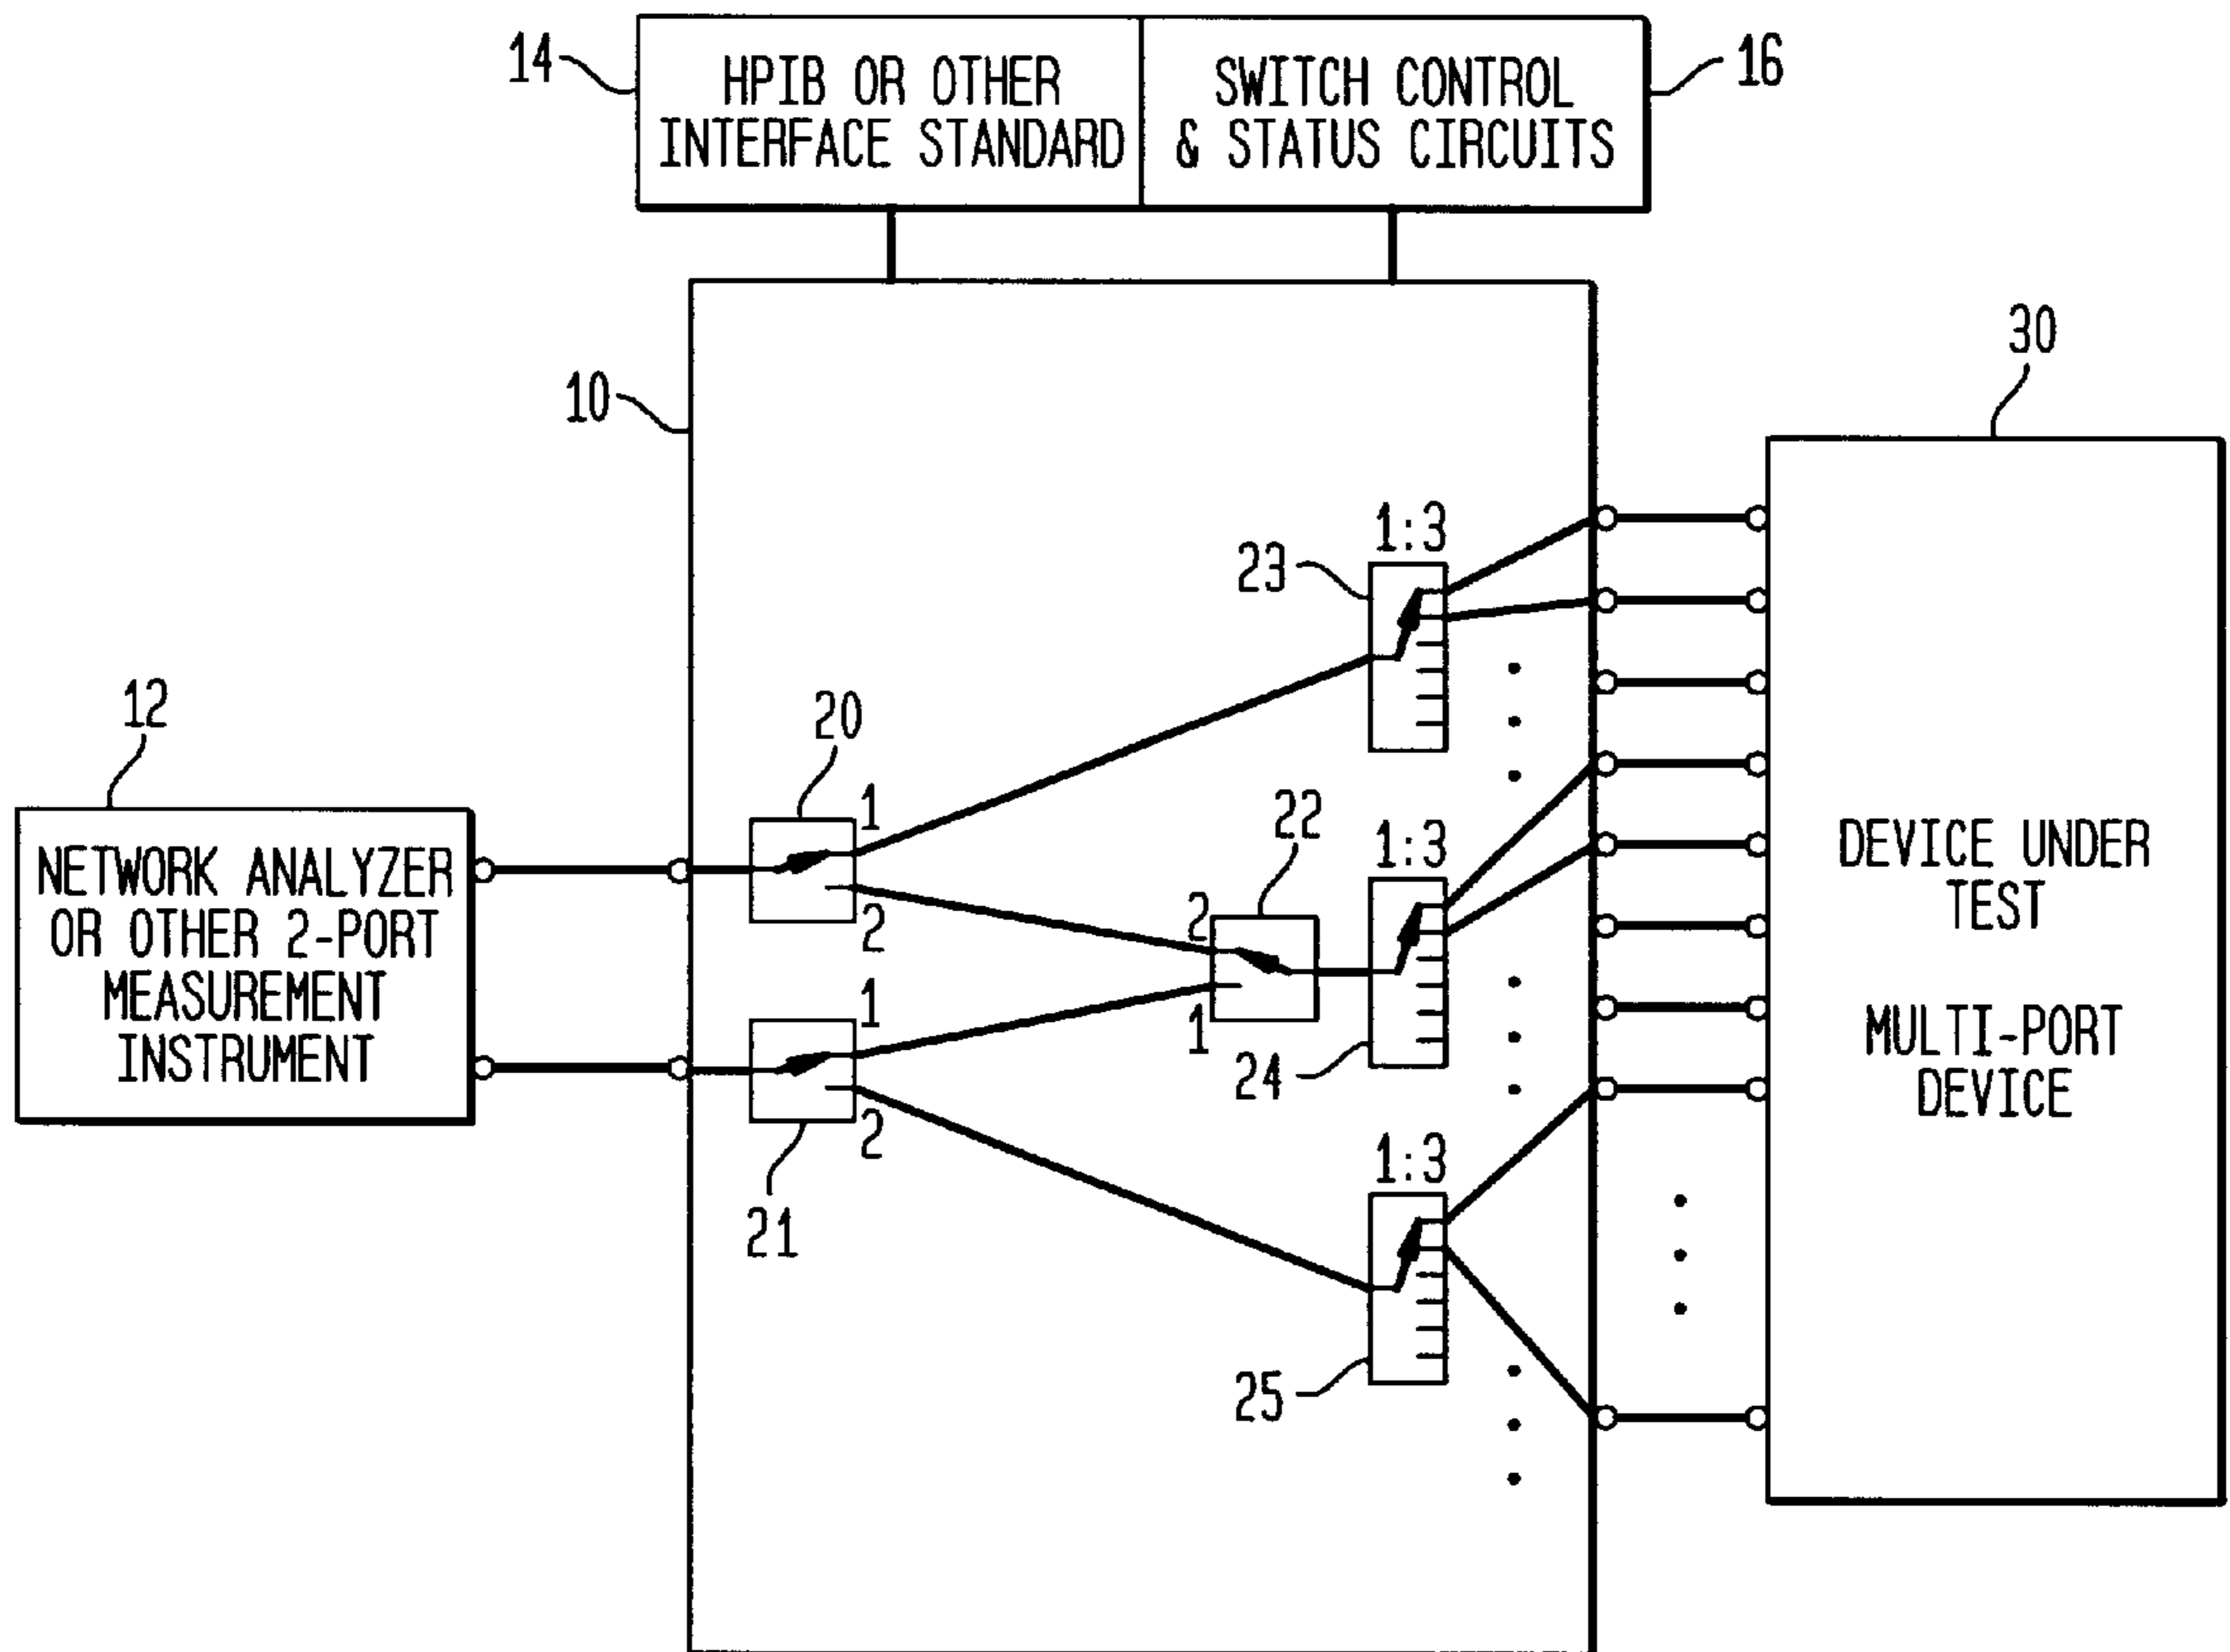 14
HPIB OR OTHER
INTERFACE STANDARD
SWITCH CONTROL
& STATUS CIRCUITS
16
10
30
1:3
23
12
20
1
22
1:3
NETWORK ANALYZER
OR OTHER 2-PORT
MEASUREMENT
INSTRUMENT
2
2
1
1
24
DEVICE UNDER
TEST
MULTI-PORT
DEVICE
2
21
1:3
25